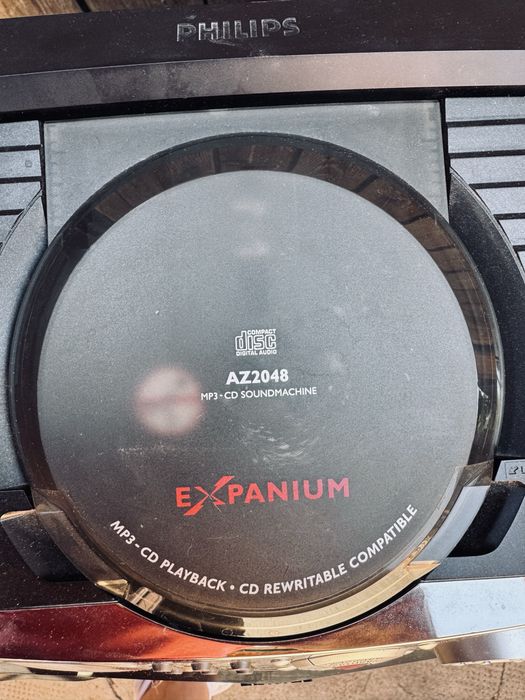 PHILIPS
COMPACT
disc
DIGITAL AUDIO
AZ2048
MP3-CD SOUNDMACHINE
EXPANIUM
MP3-CD PLAYBACK • CD REWRITABLE COMPATIBLE